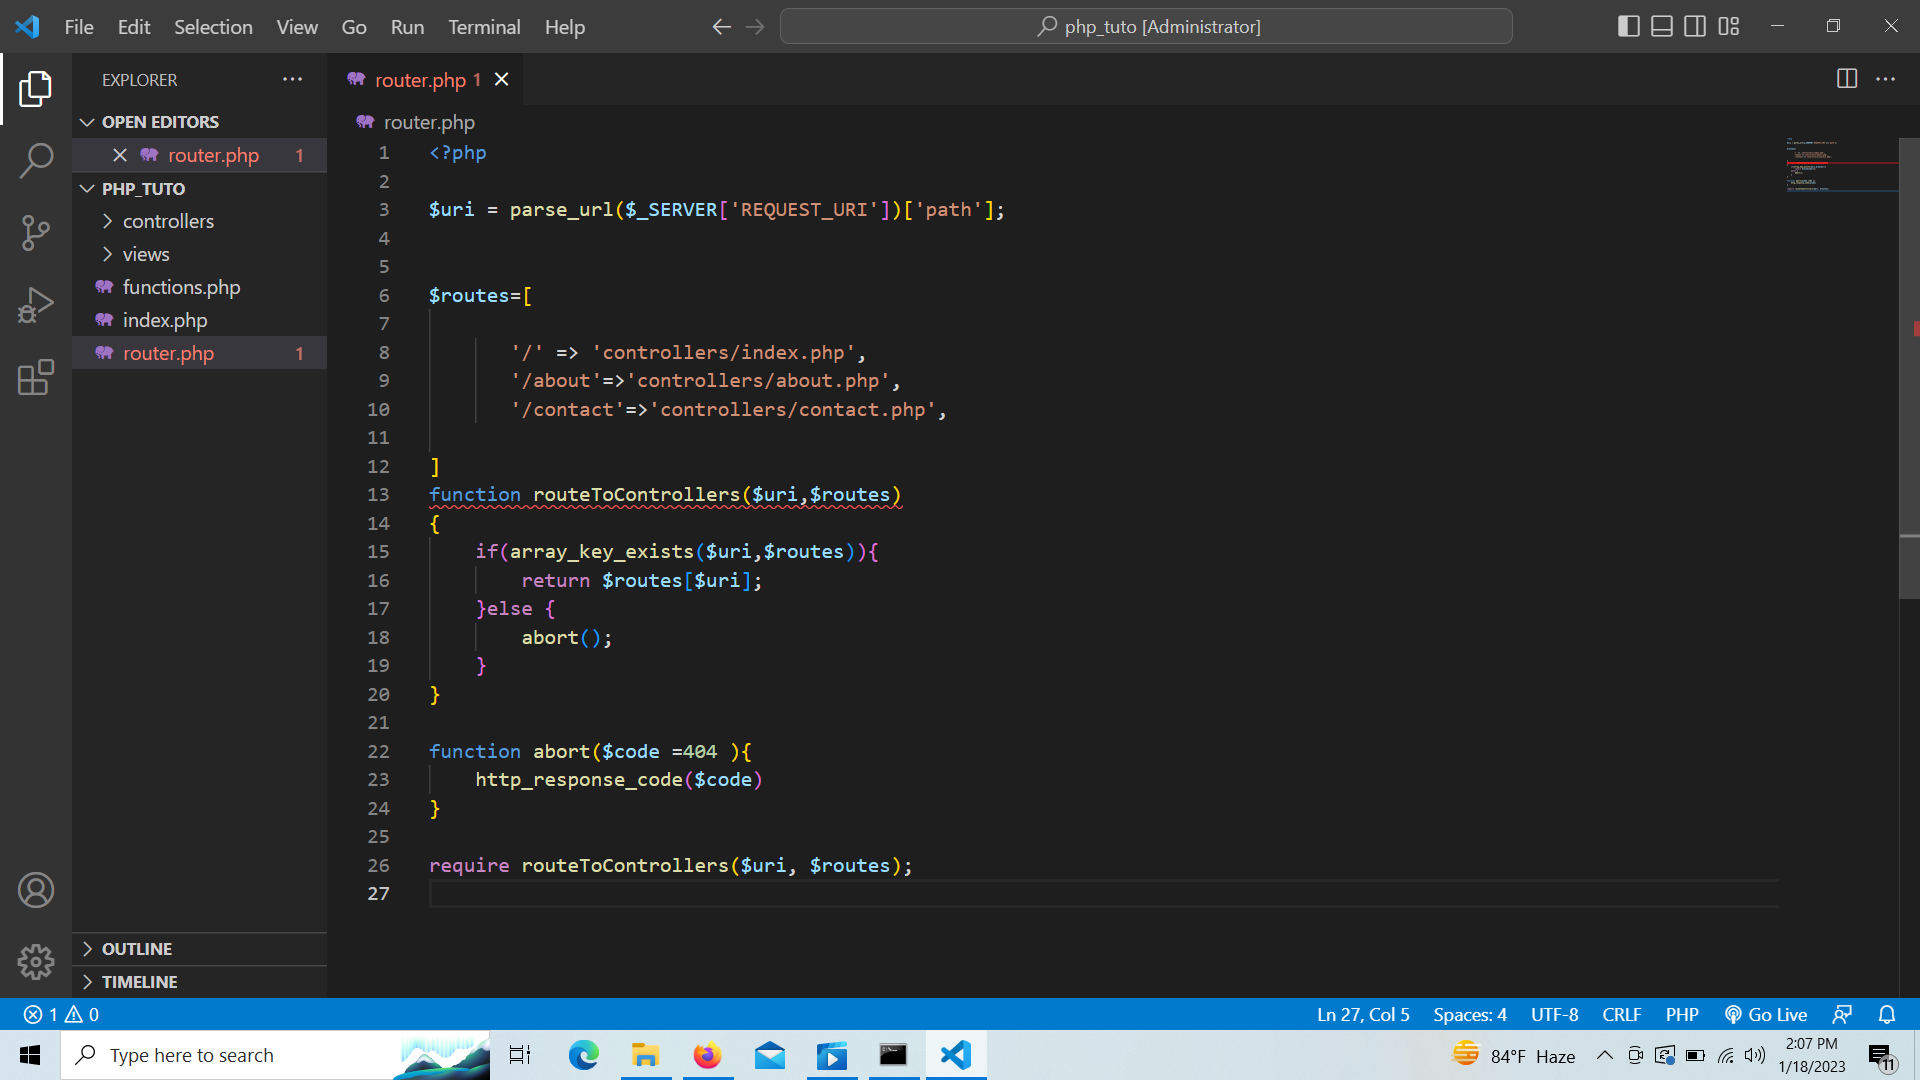 File Edit Selection View Go Run Terminal Help
php_tuto [Administrator]
EXPLORER
OPEN EDITORS
router.php 1
PHP_TUTO
controllers
views
functions.php
index.php
router.php 1
OUTLINE
TIMELINE
router.php 1
router.php
1 <?php
2
3 $uri = parse_url($_SERVER['REQUEST_URI'])['path'];
4
5
6 $routes=[
7
8 '/' => 'controllers/index.php',
9 '/about'=>'controllers/about.php',
10 '/contact'=>'controllers/contact.php',
11
12 ]
13 function routeToControllers($uri,$routes)
14 {
15 if(array_key_exists($uri,$routes)){
16 return $routes[$uri];
17 }else {
18 abort();
19 }
20 }
21
22 function abort($code =404 ){
23 http_response_code($code)
24 }
25
26 require routeToControllers($uri, $routes);
27
1 0
Ln 27, Col 5 Spaces: 4 UTF-8 CRLF PHP Go Live
Type here to search
84°F Haze
2:07 PM
1/18/2023
11